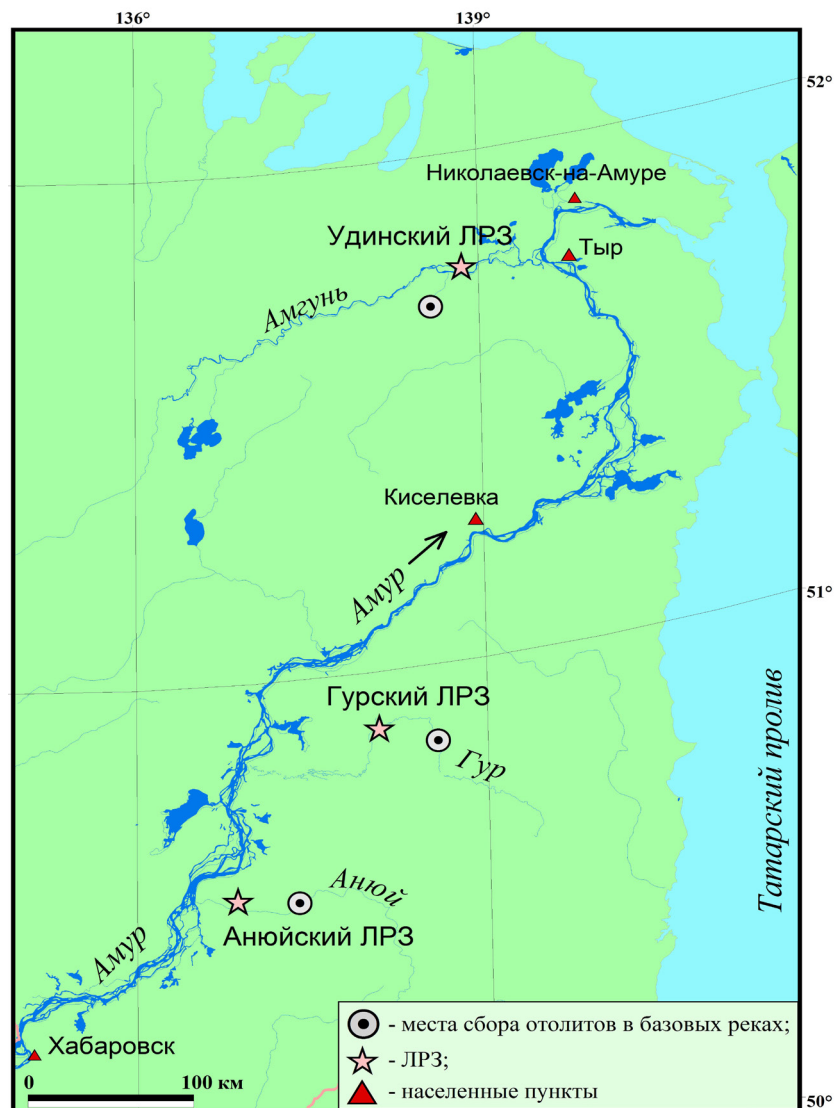 136°
139°
52°
Николаевск-на-Амуре
Удинский ЛРЗ
Тыр
Амгунь
Киселевка
Амур
51°
Гурский ЛРЗ
Гур
Татарский пролив
Анюй
Анюйский ЛРЗ
Амур
Хабаровск
0 100 км
- места сбора отолитов в базовых реках;
- ЛРЗ;
- населенные пункты
50°